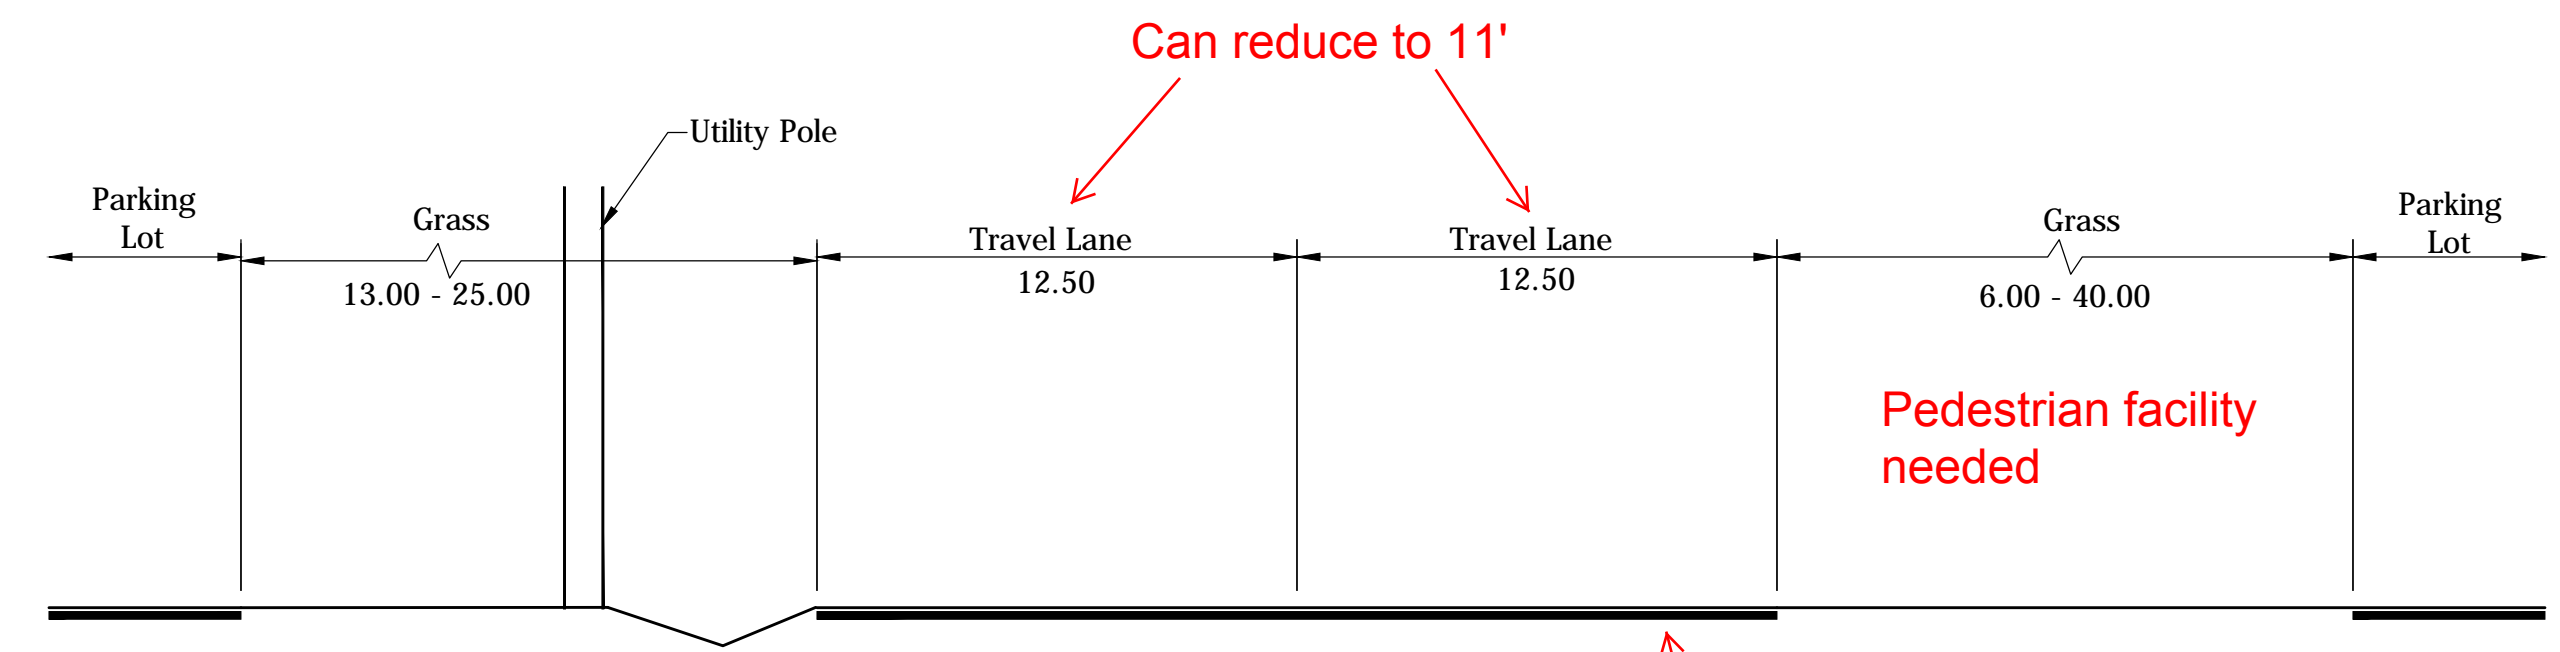 Can reduce to 11'
Utility Pole
Parking
Lot
Grass
13.00 - 25.00
Travel Lane
12.50
Travel Lane
12.50
Grass
6.00 - 40.00
Parking
Lot
Pedestrian facility
needed